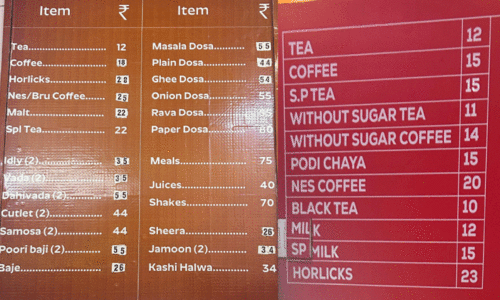 Item ₹
Tea 12
Coffee 18
Horlicks 28
Nes/Bru Coffee
Malt 22
Spl Tea 22
Idly (2) 35
Vada (2) 35
Dahivada (2) 55
Cutlet (2) 44
Samosa (2) 44
Poori baji (2) 55
Baje 26
Item ₹
Masala Dosa 55
Plain Dosa 44
Ghee Dosa 54
Onion Dosa 55
Rava Dosa
Paper Dosa 60
Meals 75
Juices 40
Shakes 70
Sheera 26
Jamoon (2) 34
Kashi Halwa 34
TEA 12
COFFEE 15
S.P TEA 15
WITHOUT SUGAR TEA 11
WITHOUT SUGAR COFFEE 14
PODI CHAYA 15
NES COFFEE 20
BLACK TEA 10
MILK 12
SP MILK 15
HORLICKS 23